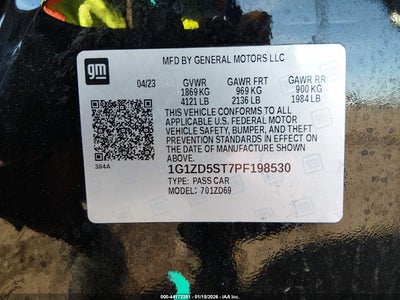 gm
MFD BY GENERAL MOTORS LLC
04/23 GVWR GAWR FRT GAWR RR
1869 KG 969 KG 900 KG
4121 LB 2136 LB 1984 LB
THIS VEHICLE CONFORMS TO ALL
APPLICABLE U.S. FEDERAL MOTOR
VEHICLE SAFETY, BUMPER, AND THEFT
PREVENTION STANDARDS IN EFFECT ON
THE DATE OF MANUFACTURE SHOWN
ABOVE.
384A
1G1ZD5ST7PF198530
TYPE: PASS CAR
MODEL: 701ZD69
000-44172381 - 01/15/2026 - IAA Inc.